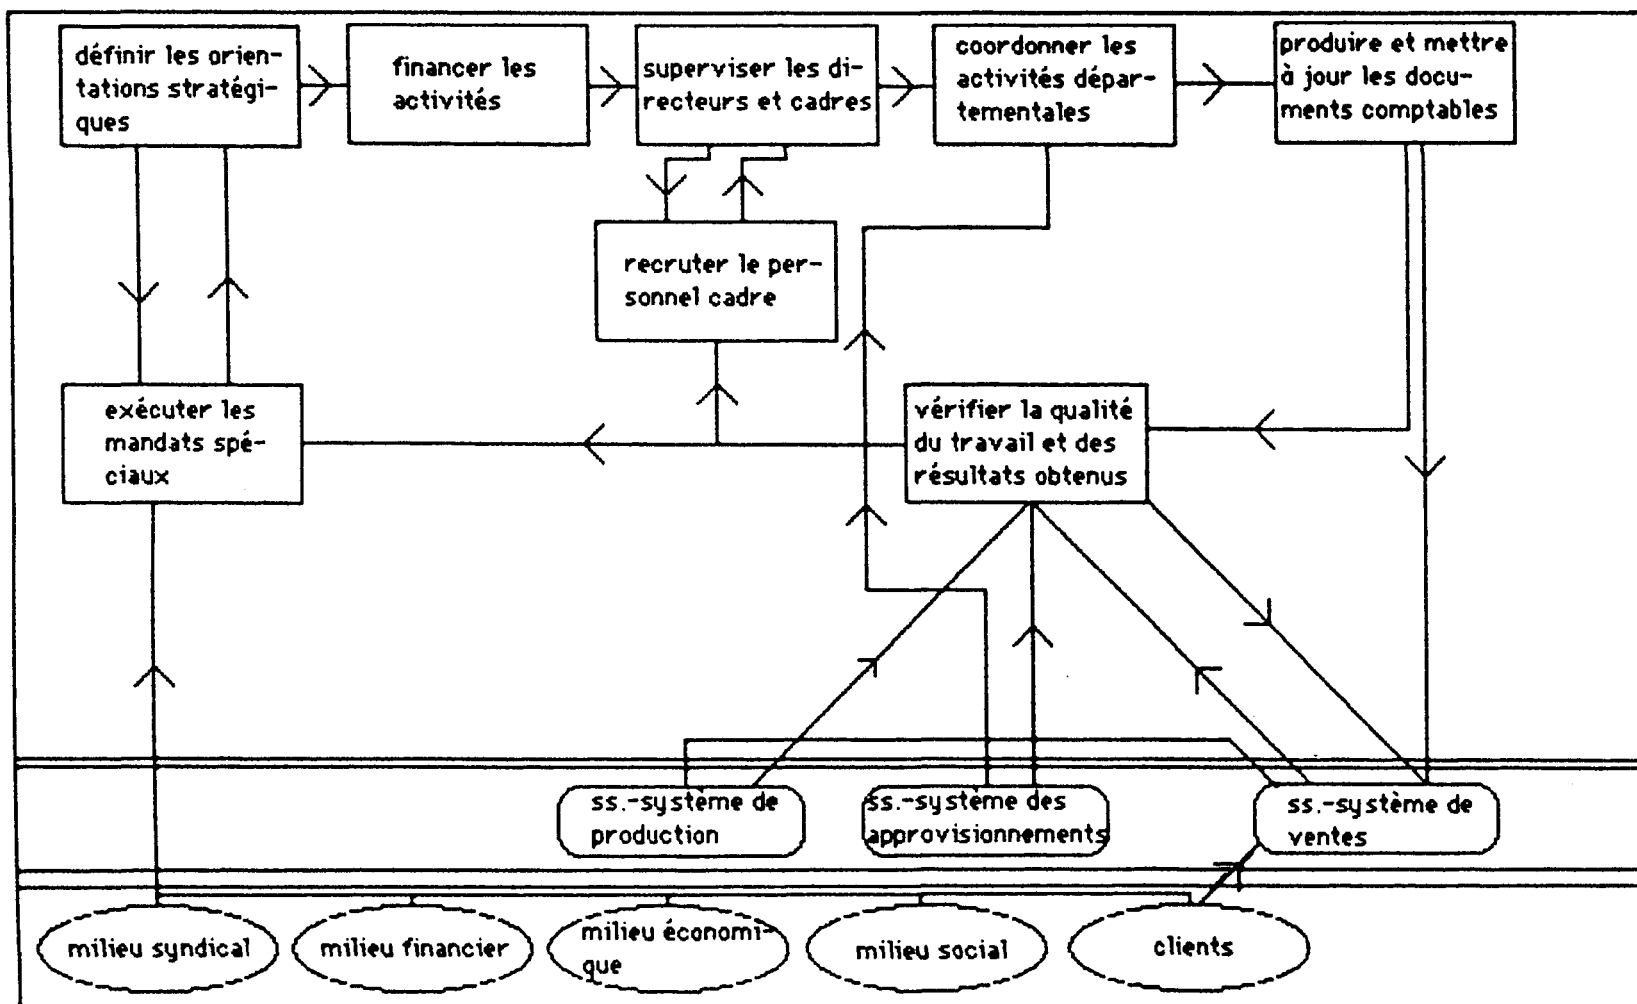 définir les orien-
tations stratégi-
ques
financer les
activités
superviser les di-
recteurs et cadres
coordonner les
activités dépar-
tementales
produire et mettre
à jour les docu-
ments comptables
recruter le per-
sonnel cadre
exécuter les
mandats spé-
ciaux
vérifier la qualité
du travail et des
résultats obtenus
ss.-système de
production
ss.-système des
approvisionnements
ss.-système de
ventes
milieu syndical
milieu financier
milieu économi-
que
milieu social
clients